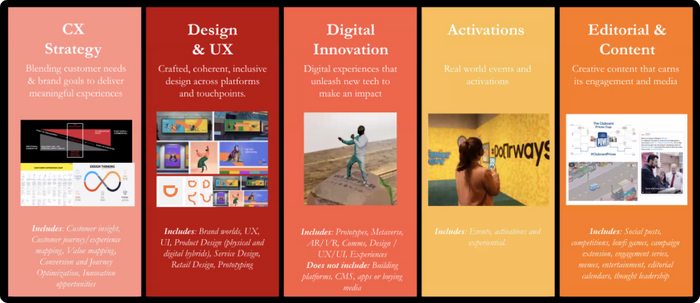 CX
Strategy
Blending customer needs
& brand goals to deliver
meaningful experiences
Includes: Customer insight,
Customer journey/experience
mapping, Value mapping,
Conversion and Journey
Optimization, Innovation
opportunities
Design
& UX
Crafted, coherent, inclusive
design across platforms
and touchpoints.
Includes: Brand worlds, UX,
UI, Product Design (physical and
digital hybrids), Service Design,
Retail Design, Prototyping
Digital
Innovation
Digital experiences that
unleash new tech to
make an impact
Includes: Prototypes, Metaverse,
AR/VR, Comms, Design /
UX/UI, Experiences
Does not include: Building
platforms, CMS, apps or buying
media
Activations
Real world events and
activations
Doorways
Includes: Events, activations and
experiential.
Editorial &
Content
Creative content that earns
its engagement and media
Includes: Social posts,
competitions, low-fi games, campaign
extension, engagement series,
memes, entertainment, editorial
calendars, thought leadership